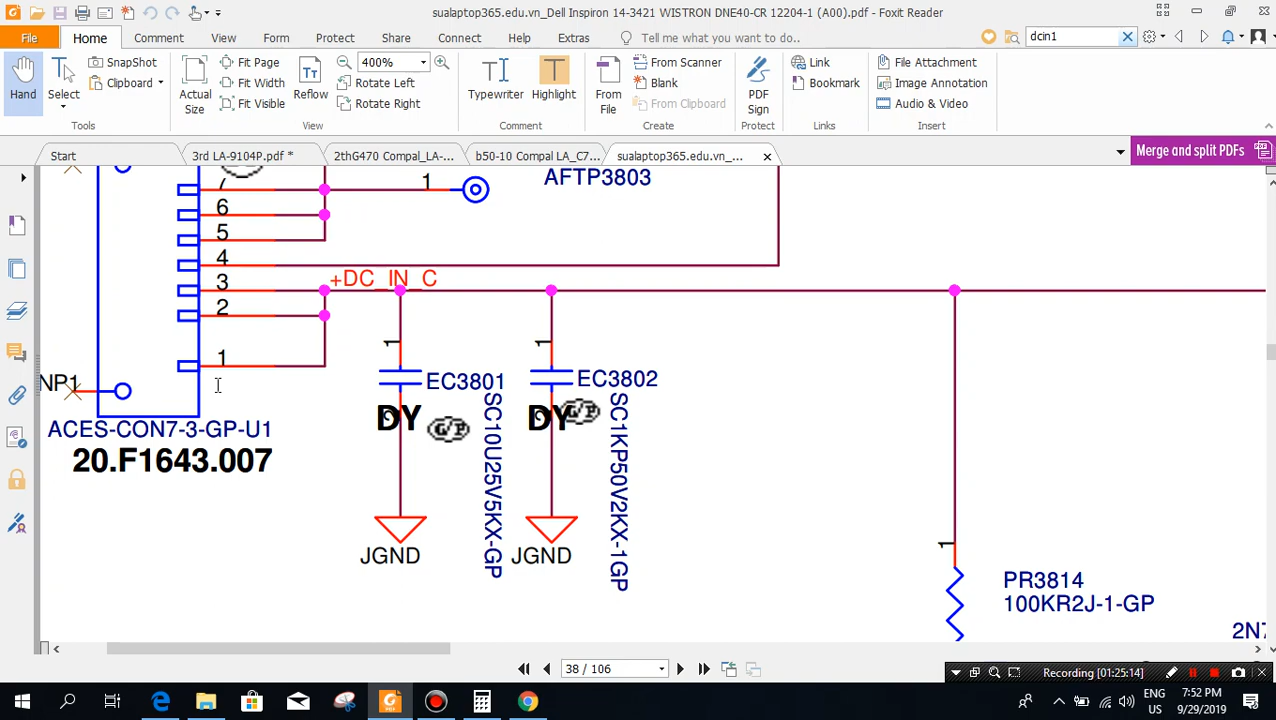 sualaptop365.edu.vn_Dell Inspiron 14-3421 WISTRON DNE40-CR 12204-1 (A00).pdf - Foxit Reader
File
Home
Comment
View
Form
Protect
Share
Connect
Help
Extras
Tell me what you want to do...
dcin1
Hand
Select
SnapShot
Clipboard
Tools
Actual
Size
Fit Page
Fit Width
Fit Visible
Reflow
400%
Rotate Left
Rotate Right
View
Typewriter
Highlight
Comment
From
File
From Scanner
Blank
From Clipboard
Create
PDF
Sign
Protect
Link
Bookmark
Links
File Attachment
Image Annotation
Audio & Video
Insert
Start
3rd LA-9104P.pdf *
2thG470 Compal_LA-...
b50-10 Compal LA_C7...
sualaptop365.edu.vn_...
Merge and split PDFs
7
6
5
4
3
2
1
1
AFTP3803
+DC_IN_C
NP1
ACES-CON7-3-GP-U1
20.F1643.007
1
EC3801
DY
G/P
SC10U25V5KX-GP
JGND
1
EC3802
DY
G/P
SC1KP50V2KX-1GP
JGND
1
PR3814
100KR2J-1-GP
2N7
38 / 106
Recording [01:25:14]
ENG
US
7:52 PM
9/29/2019